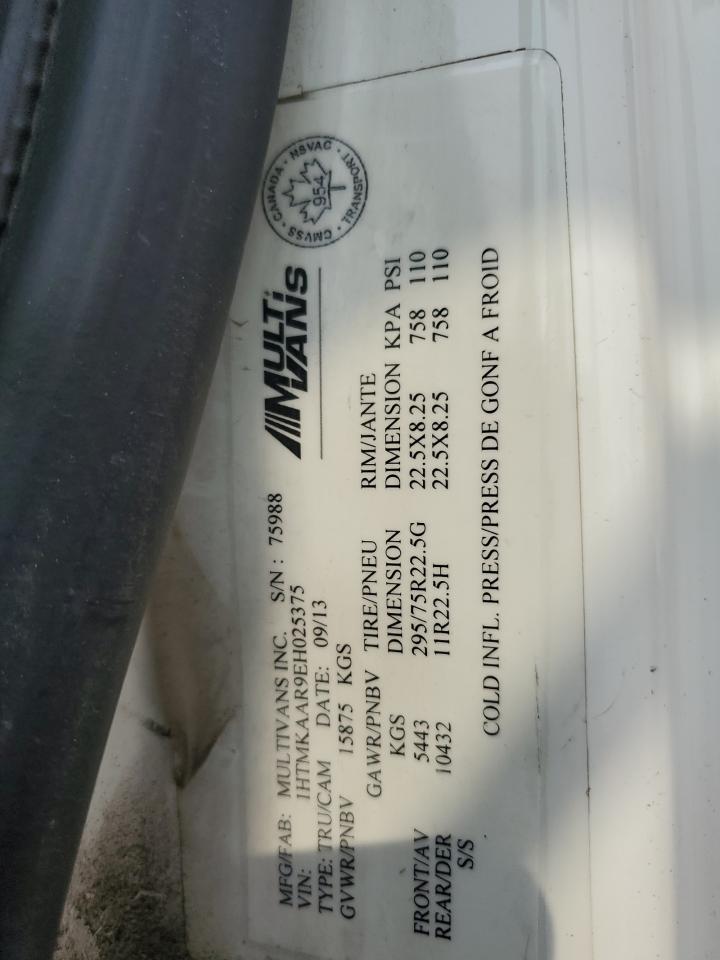 MFG/FAB: MULTIVANS INC. S/N : 75988
VIN: 1HTMKAAR9EH025375
TYPE: TRU/CAM DATE: 09/13
GVWR/PNBV 15875 KGS
MULTI
VANS
CMVSS · CANADA · NSVAC · TRANSPORT ·
954
GAWR/PNBV TIRE/PNEU RIM/JANTE
KGS DIMENSION DIMENSION KPA PSI
FRONT/AV 5443 295/75R22.5G 22.5X8.25 758 110
REAR/DER 10432 11R22.5H 22.5X8.25 758 110
S/S
COLD INFL. PRESS/PRESS DE GONF A FROID